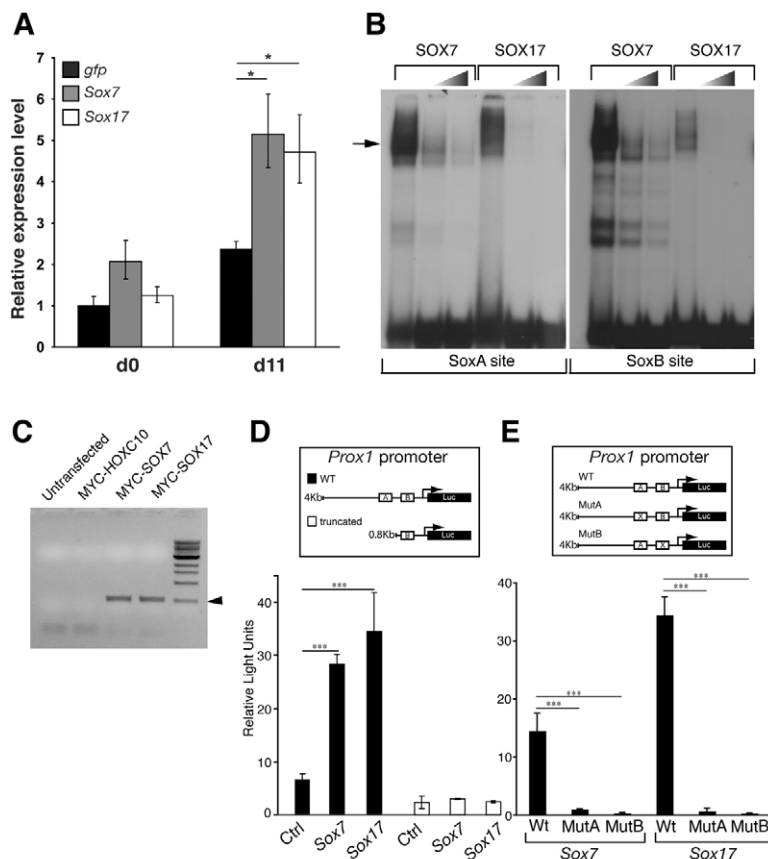 A
Relative expression level
7
6
5
4
3
2
1
0
gfp
Sox7
Sox17
*
*
d0
d11
B
SOX7
SOX17
SOX7
SOX17
SoxA site
SoxB site
C
Untransfected
MYC-HOXC10
MYC-SOX7
MYC-SOX17
D
Prox1 promoter
WT
4Kb
A
B
Luc
truncated
0.8Kb
B
Luc
Relative Light Units
40
30
20
10
0
***
***
Ctrl
Sox7
Sox17
Ctrl
Sox7
Sox17
E
Prox1 promoter
WT
4Kb
A
B
Luc
MutA
4Kb
X
B
Luc
MutB
4Kb
A
X
Luc
40
30
20
10
0
***
***
***
***
Wt
MutA
MutB
Wt
MutA
MutB
Sox7
Sox17